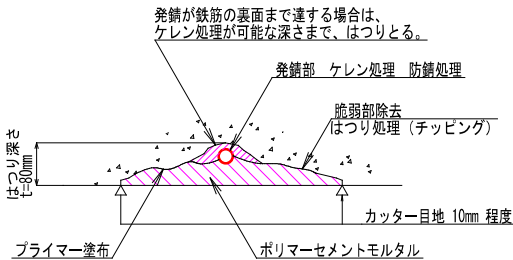 発錆が鉄筋の裏面まで達する場合は、
ケレン処理が可能な深さまで、はつりとる。
発錆部　ケレン処理　防錆処理
脆弱部除去
はつり処理（チッピング）
はつり深さ
t=80mm
カッター目地 10mm 程度
プライマー塗布
ポリマーセメントモルタル